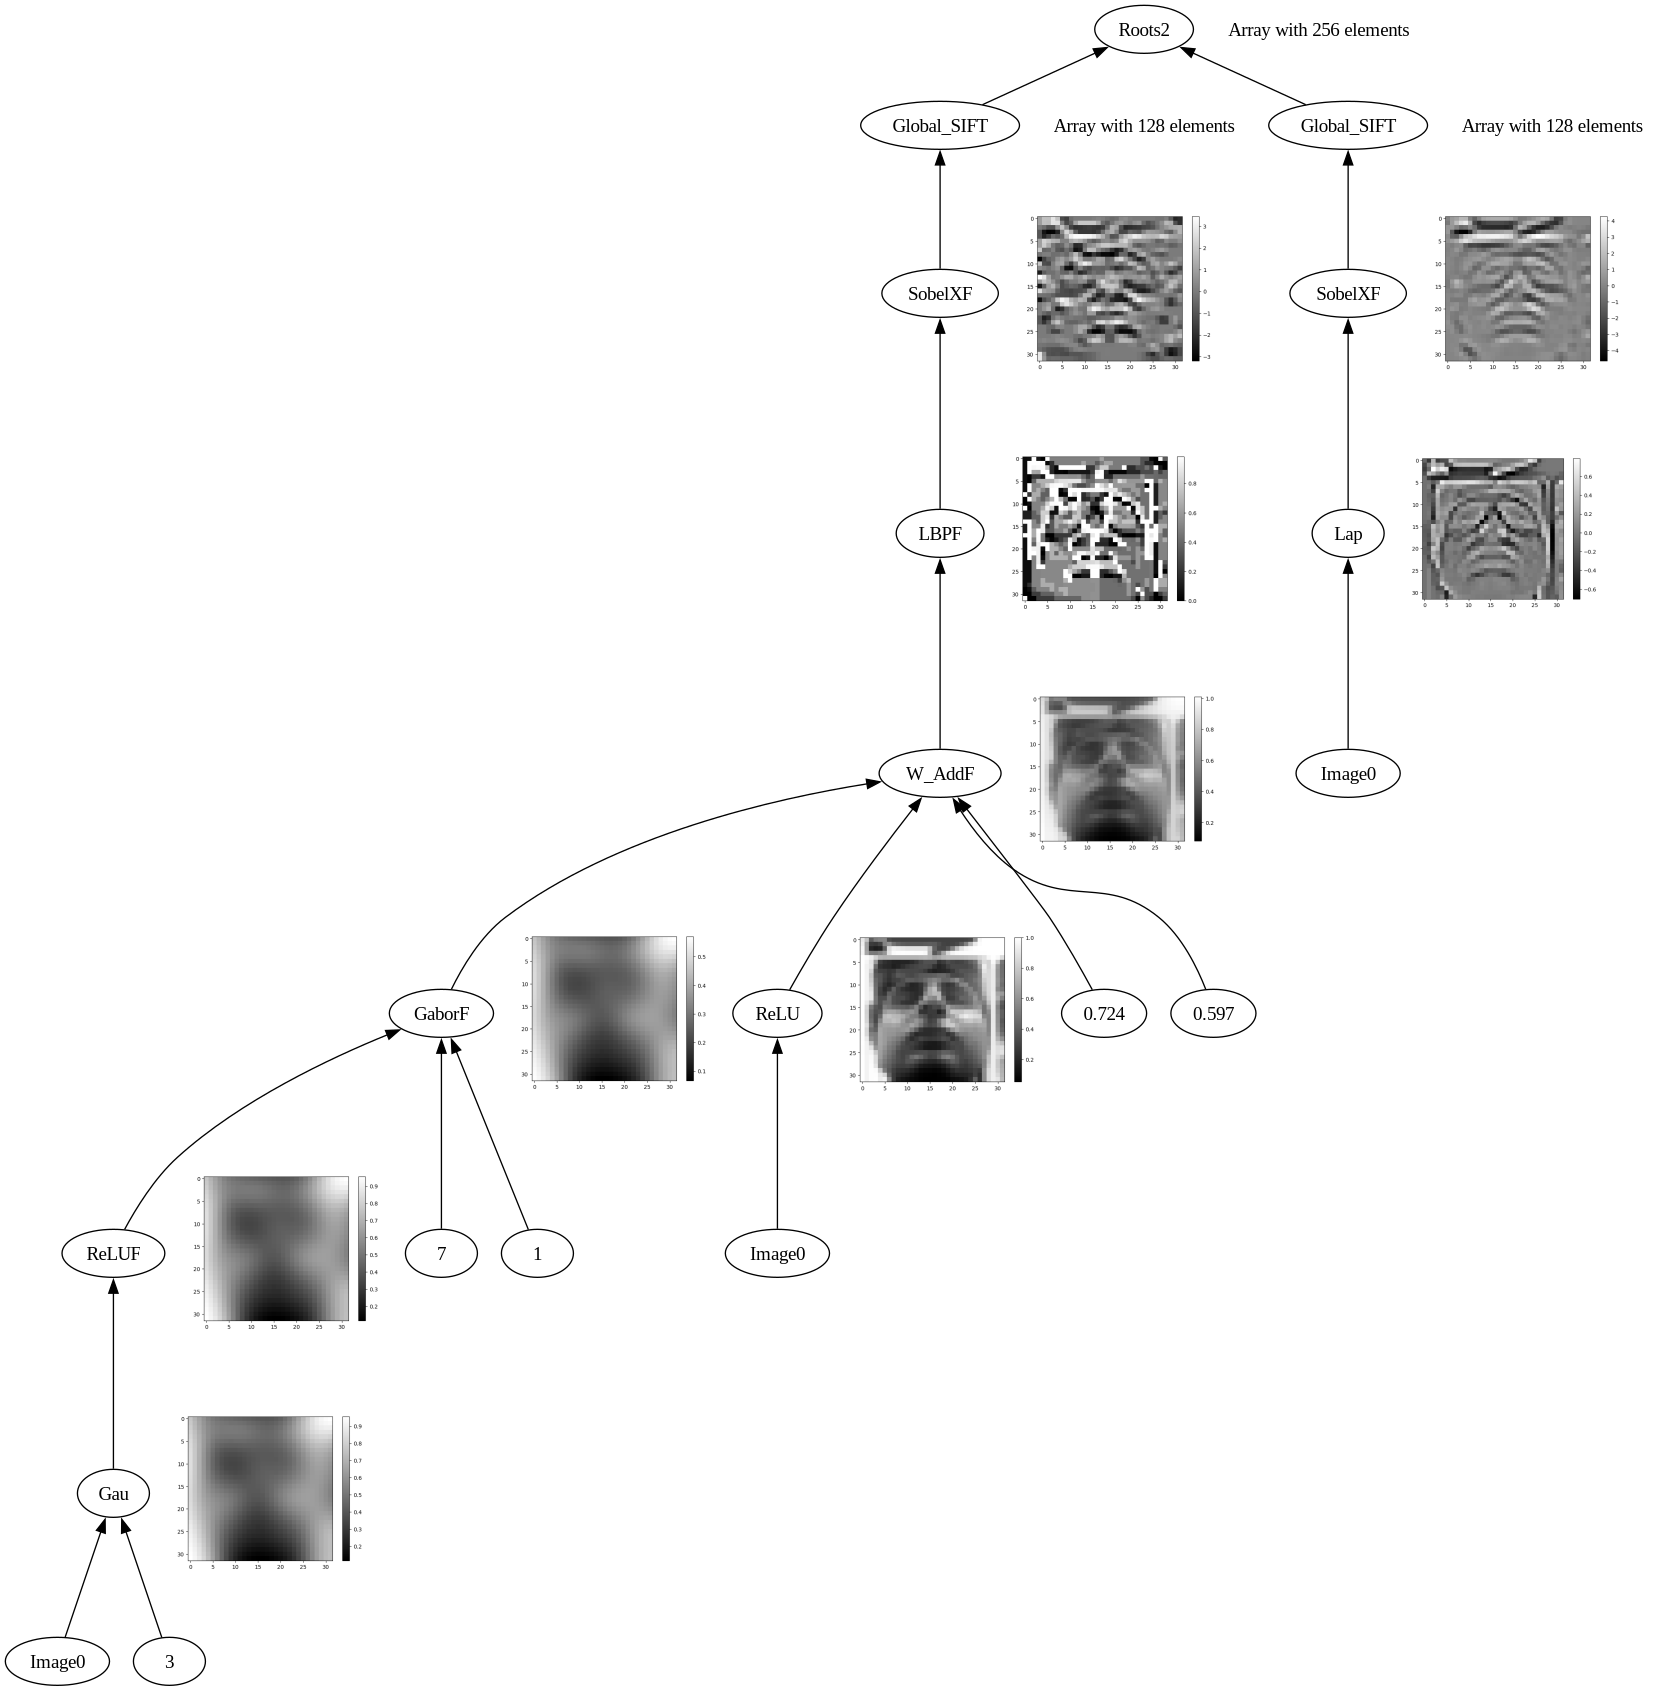 Roots2
Array with 256 elements
Global_SIFT
Array with 128 elements
Global_SIFT
Array with 128 elements
SobelXF
SobelXF
LBPF
Lap
W_AddF
Image0
GaborF
ReLU
0.724
0.597
ReLUF
7
1
Image0
Gau
Image0
3